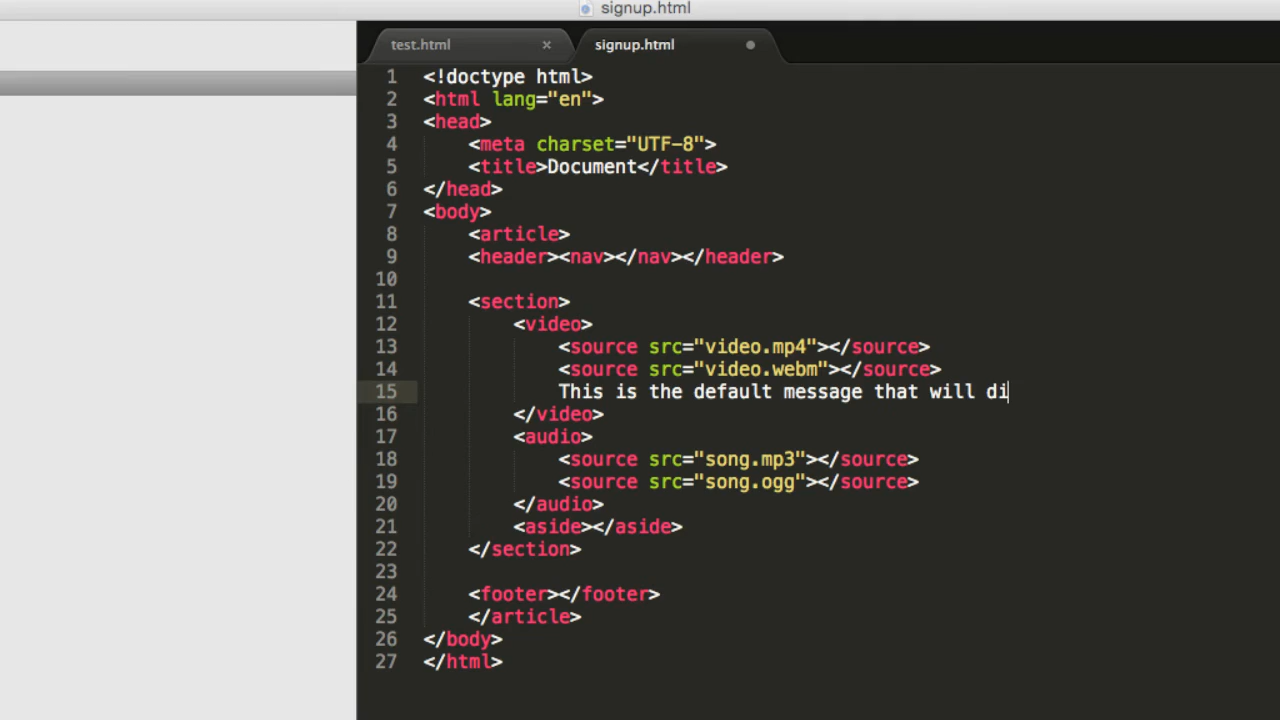 signup.html
test.html × signup.html
1 <!doctype html>
2 <html lang="en">
3 <head>
4 <meta charset="UTF-8">
5 <title>Document</title>
6 </head>
7 <body>
8 <article>
9 <header><nav></nav></header>
10
11 <section>
12 <video>
13 <source src="video.mp4"></source>
14 <source src="video.webm"></source>
15 This is the default message that will di
16 </video>
17 <audio>
18 <source src="song.mp3"></source>
19 <source src="song.ogg"></source>
20 </audio>
21 <aside></aside>
22 </section>
23
24 <footer></footer>
25 </article>
26 </body>
27 </html>